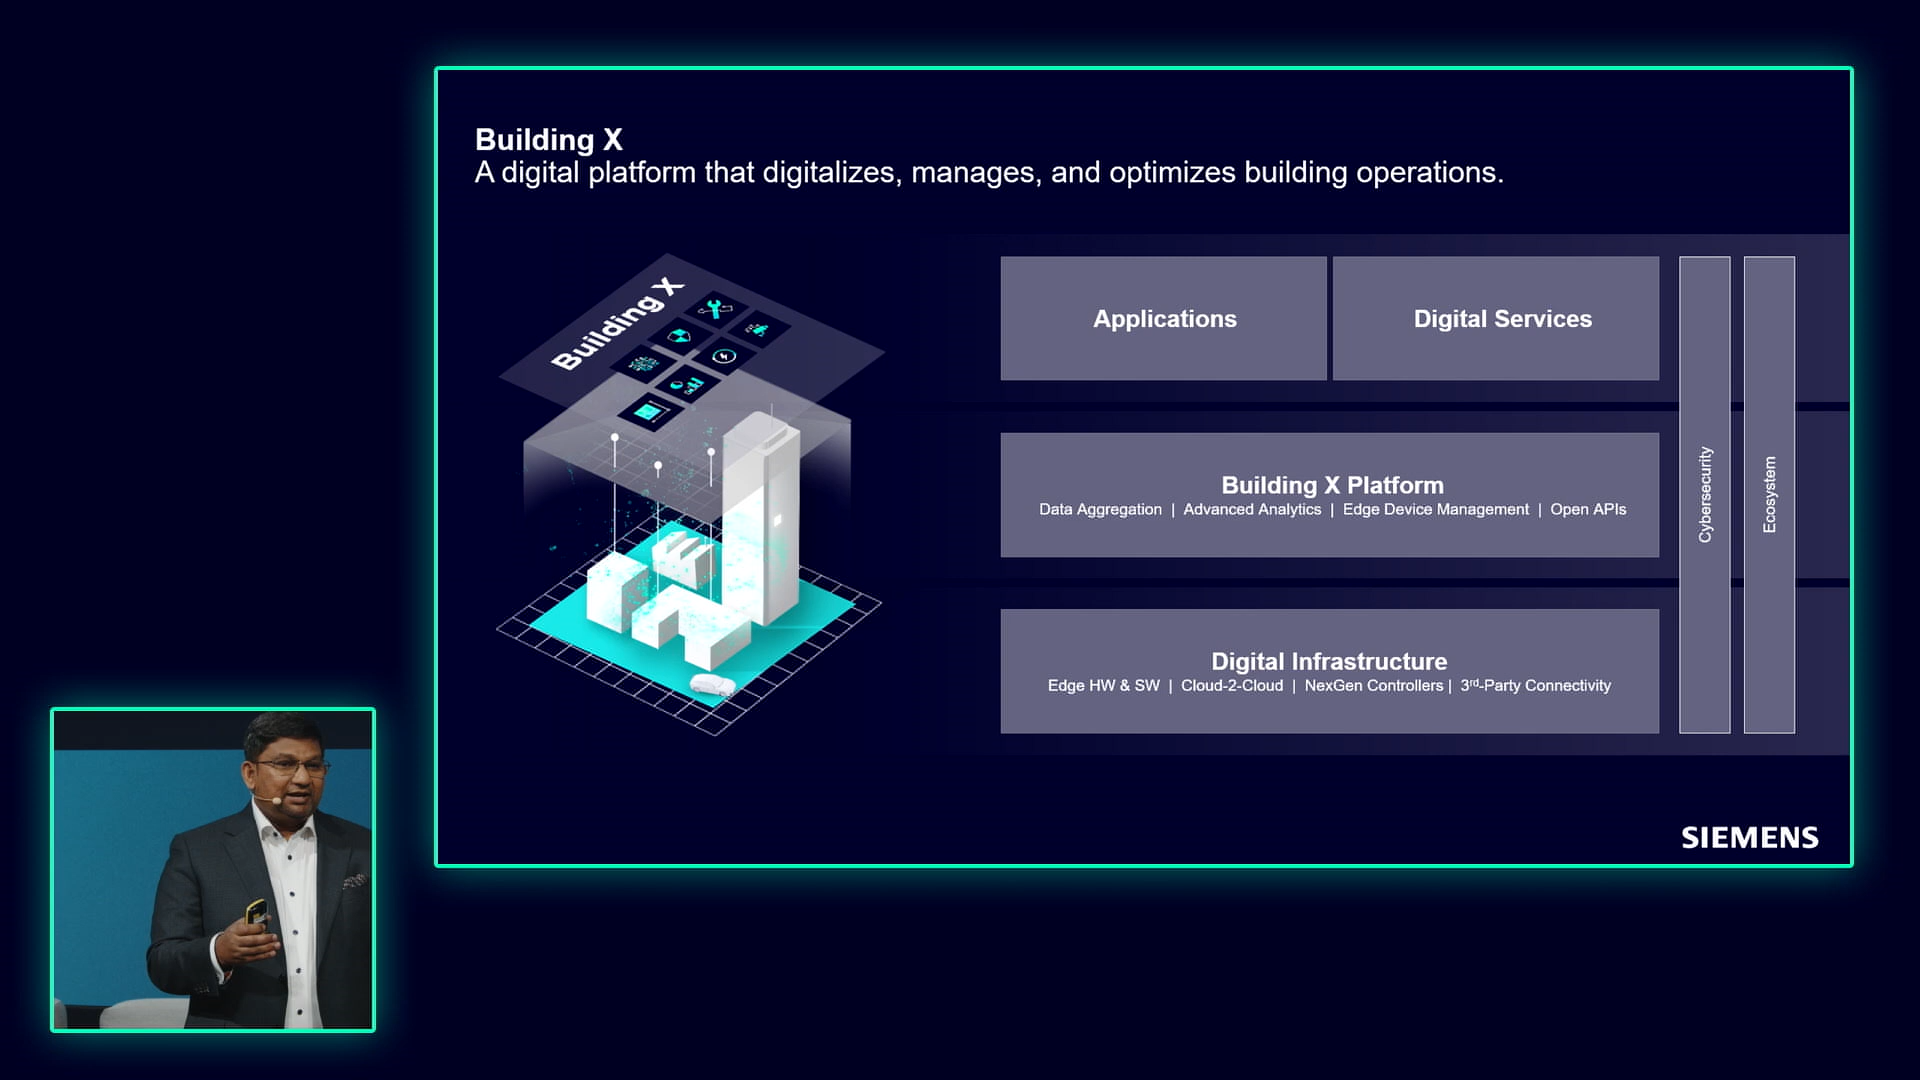 Building X
A digital platform that digitalizes, manages, and optimizes building operations.
Building X
Applications
Digital Services
Building X Platform
Data Aggregation | Advanced Analytics | Edge Device Management | Open APIs
Digital Infrastructure
Edge HW & SW | Cloud-2-Cloud | NexGen Controllers | 3rd-Party Connectivity
Cybersecurity
Ecosystem
SIEMENS